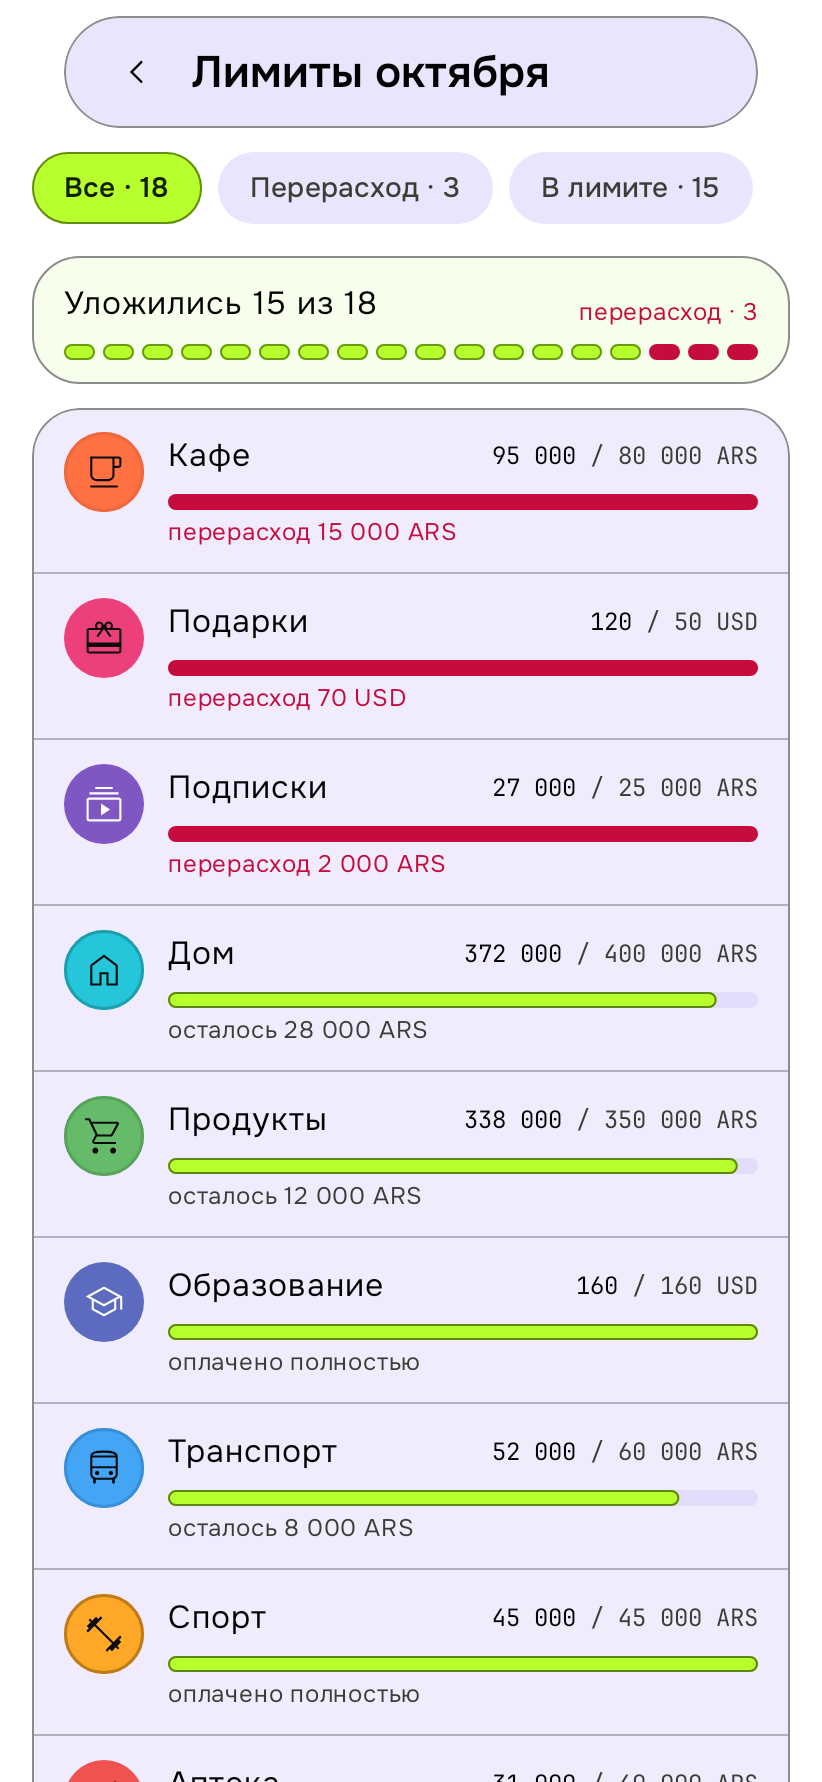 Лимиты октября
Все · 18
Перерасход · 3
В лимите · 15
Уложились 15 из 18
перерасход · 3
Кафе 95 000 / 80 000 ARS
перерасход 15 000 ARS
Подарки 120 / 50 USD
перерасход 70 USD
Подписки 27 000 / 25 000 ARS
перерасход 2 000 ARS
Дом 372 000 / 400 000 ARS
осталось 28 000 ARS
Продукты 338 000 / 350 000 ARS
осталось 12 000 ARS
Образование 160 / 160 USD
оплачено полностью
Транспорт 52 000 / 60 000 ARS
осталось 8 000 ARS
Спорт 45 000 / 45 000 ARS
оплачено полностью
Аптека 31 000 / ARS